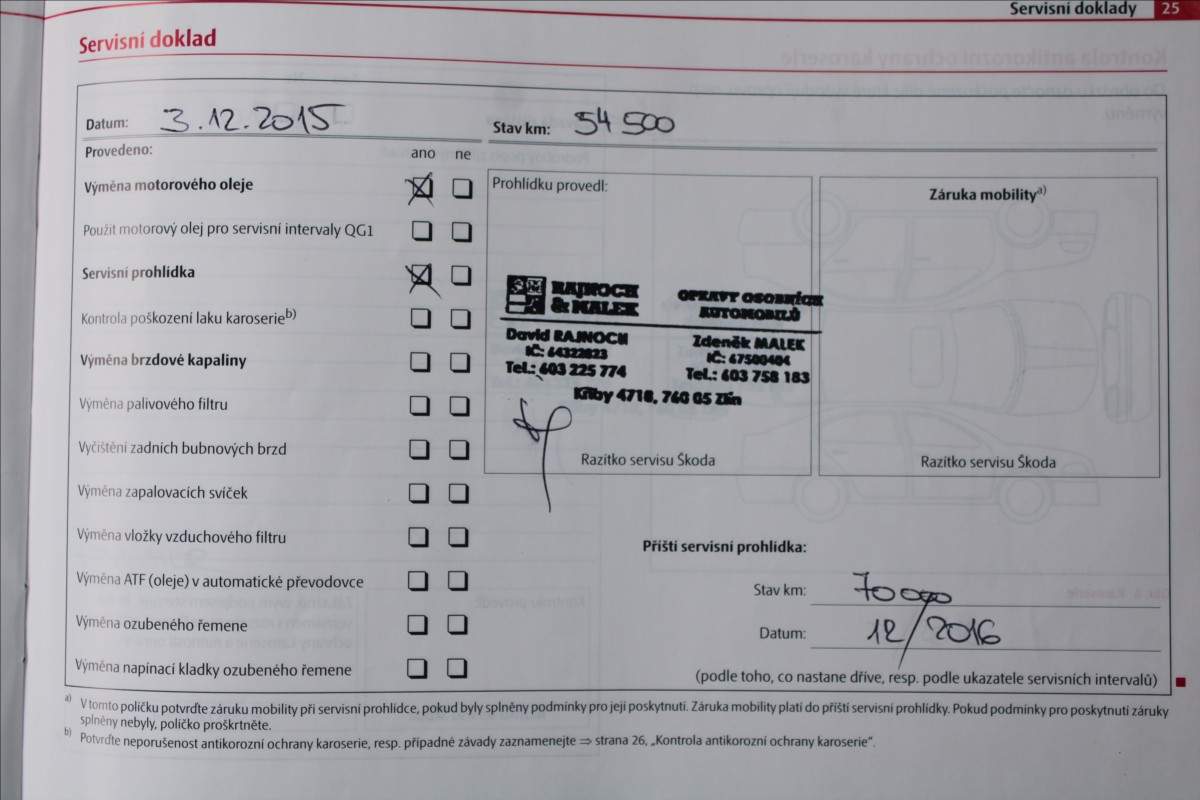 Servisní doklady 25
Servisní doklad
Datum: 3.12.2015
Stav km: 54 500
Provedeno: ano ne
Výměna motorového oleje
Použit motorový olej pro servisní intervaly QG1
Servisní prohlídka
Kontrola poškození laku karoserie b)
Výměna brzdové kapaliny
Výměna palivového filtru
Vyčištění zadních bubnových brzd
Výměna zapalovacích svíček
Výměna vložky vzduchového filtru
Výměna ATF (oleje) v automatické převodovce
Výměna ozubeného řemene
Výměna napínací kladky ozubeného řemene
Prohlídku provedl:
SM RAJNOCH
& MALEK
OPRAVY OSOBNÍCH
AUTOMOBILŮ
David RAJNOCH
IČ: 64322823
Tel.: 603 225 774
Zdeněk MALEK
IČ: 67500404
Tel.: 603 758 183
Křiby 4718, 760 05 Zlín
Razítko servisu Škoda
Záruka mobility a)
Razítko servisu Škoda
Příští servisní prohlídka:
Stav km: 70000
Datum: 12/2016
(podle toho, co nastane dříve, resp. podle ukazatele servisních intervalů)
a) V tomto políčku potvrďte záruku mobility při servisní prohlídce, pokud byly splněny podmínky pro její poskytnutí. Záruka mobility platí do příští servisní prohlídky. Pokud podmínky pro poskytnutí záruky
splněny nebyly, políčko proškrtněte.
b) Potvrďte neporušenost antikorozní ochrany karoserie, resp. případné závady zaznamenejte ⇒ strana 26, „Kontrola antikorozní ochrany karoserie“.